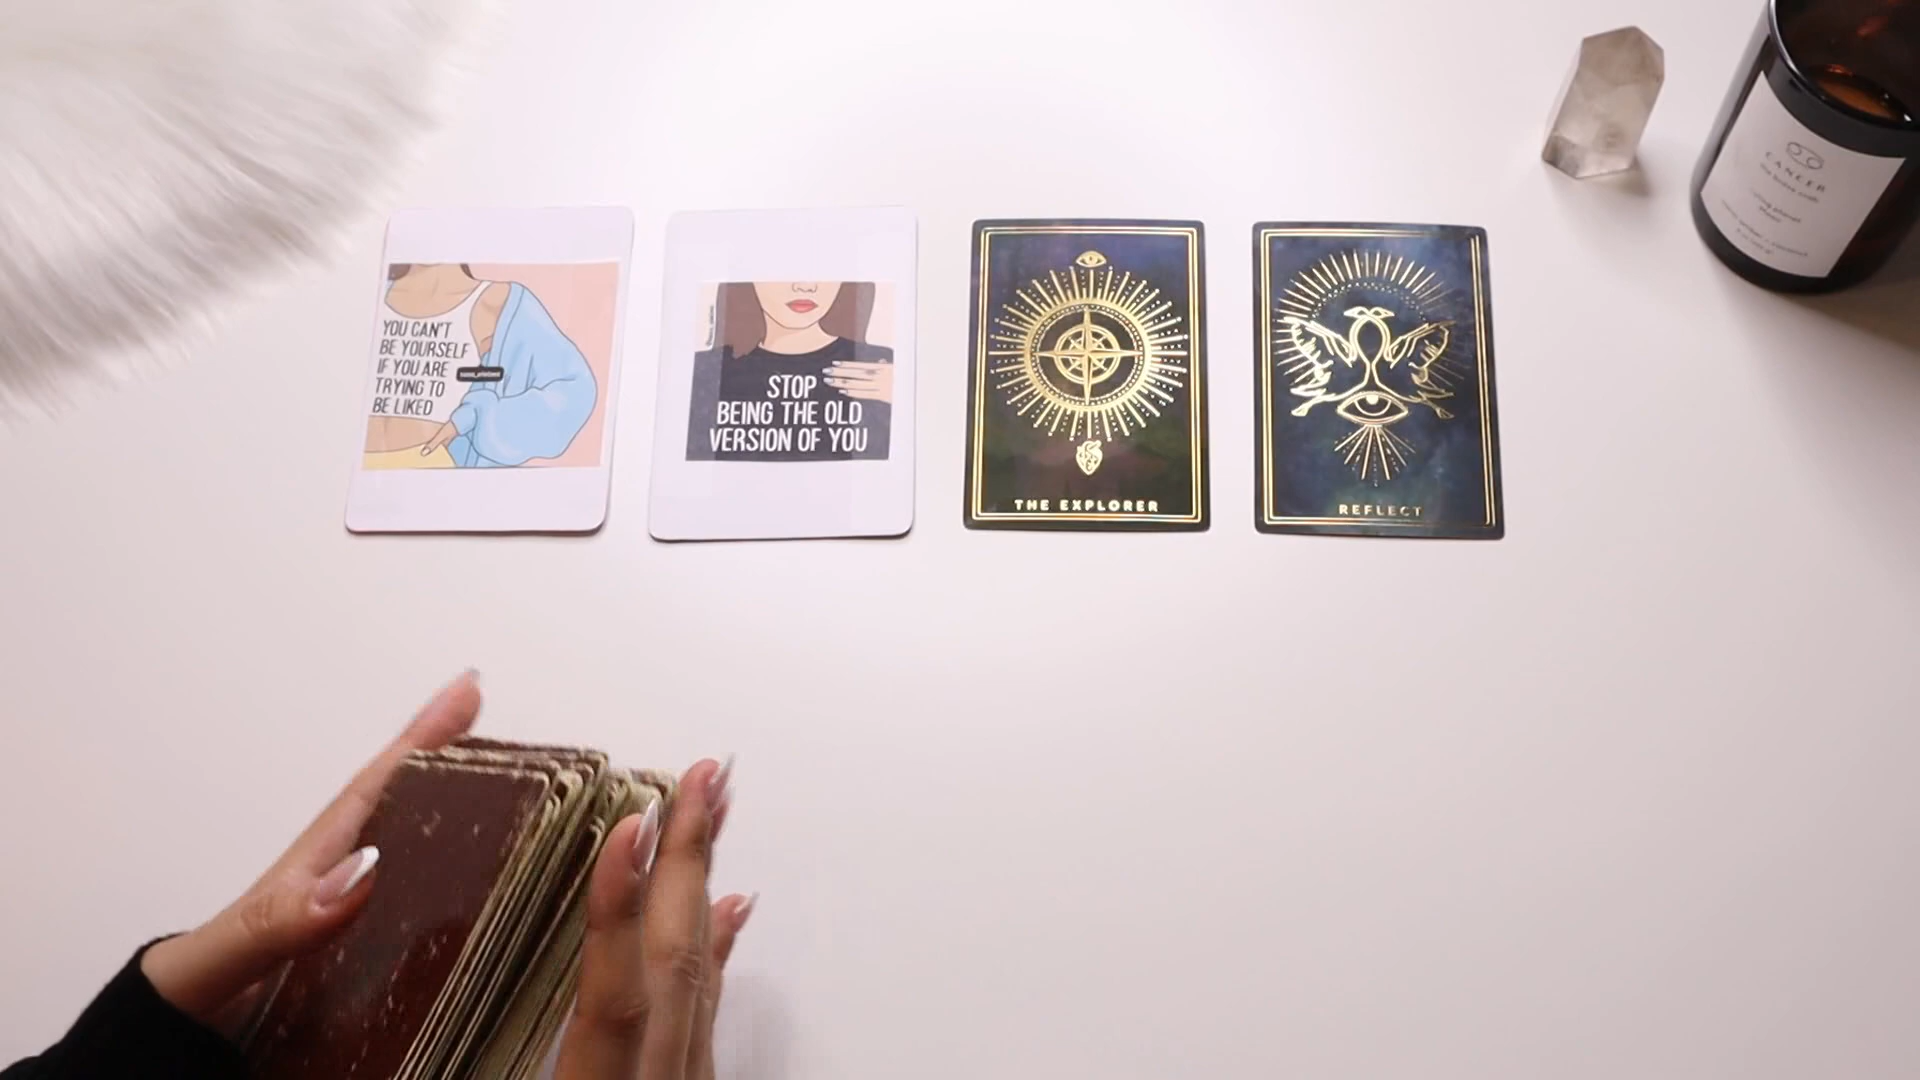 YOU CAN'T
BE YOURSELF
IF YOU ARE
TRYING TO
BE LIKED
STOP
BEING THE OLD
VERSION OF YOU
THE EXPLORER
REFLECT
CANCER